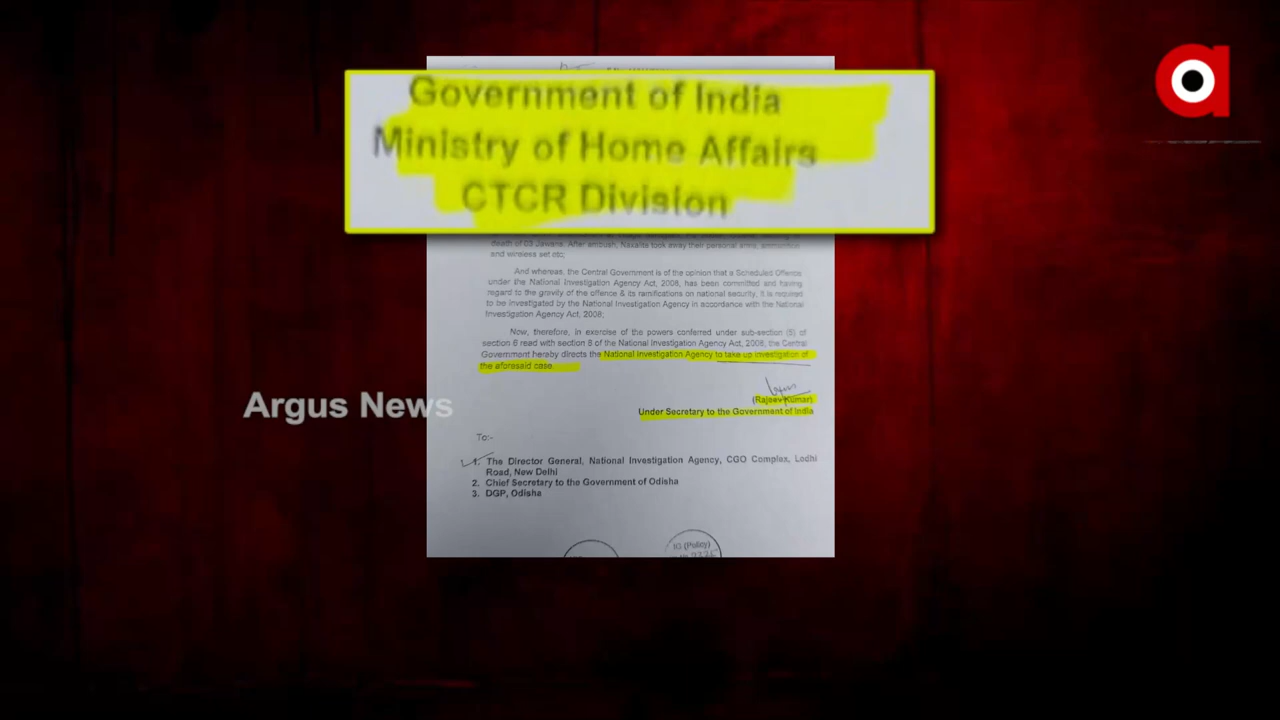 Government of India
Ministry of Home Affairs
CTCR Division
death of 03 Jawans. After ambush, Naxalits took away their personal arms, ammunition
and wireless set etc;
And whereas, the Central Government is of the opinion that a Scheduled Offence
under the National Investigation Agency Act, 2008, has been committed and having
regard to the gravity of the offence & its ramifications on national security, it is required
to be investigated by the National Investigation Agency in accordance with the National
Investigation Agency Act, 2008;
Now, therefore, in exercise of the powers conferred under sub-section (5) of
section 6 read with section 8 of the National Investigation Agency Act, 2008, the Central
Government hereby directs the National Investigation Agency to take up investigation of
the aforesaid case.
(Rajeev Kumar)
Under Secretary to the Government of India
Argus News
To:-
1. The Director General, National Investigation Agency, CGO Complex, Lodhi
Road, New Delhi
2. Chief Secretary to the Government of Odisha
3. DGP, Odisha
IG (Policy)